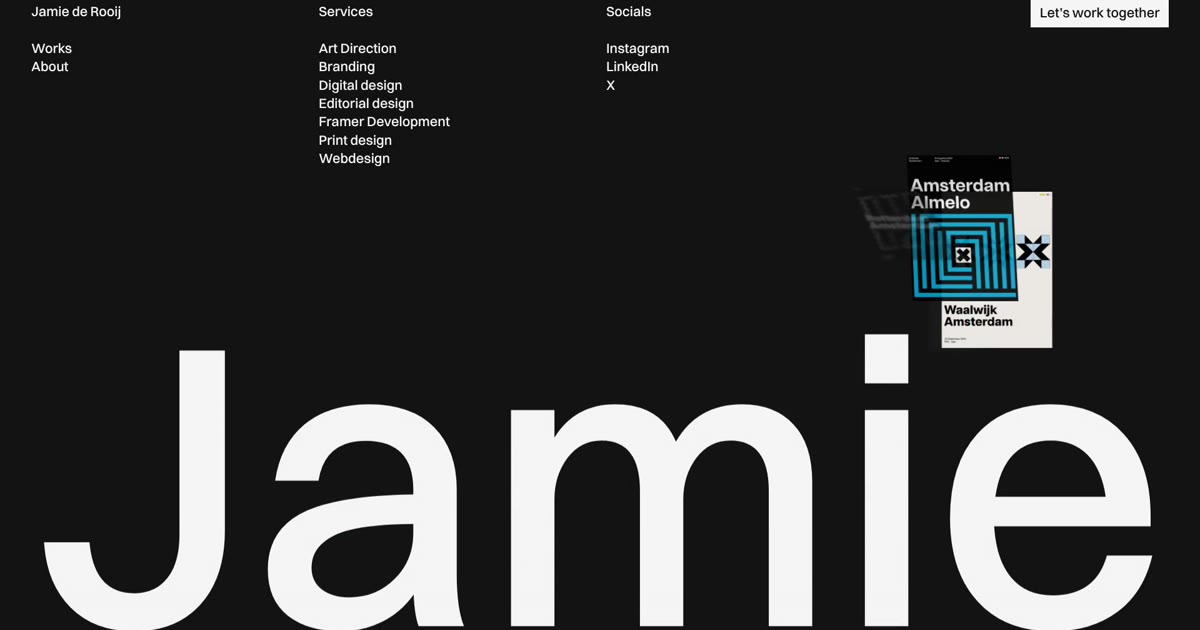 Jamie de Rooij
Works
About
Services
Art Direction
Branding
Digital design
Editorial design
Framer Development
Print design
Webdesign
Socials
Instagram
LinkedIn
X
Let's work together
Amsterdam
Almelo
Waalwijk
Amsterdam
Jamie